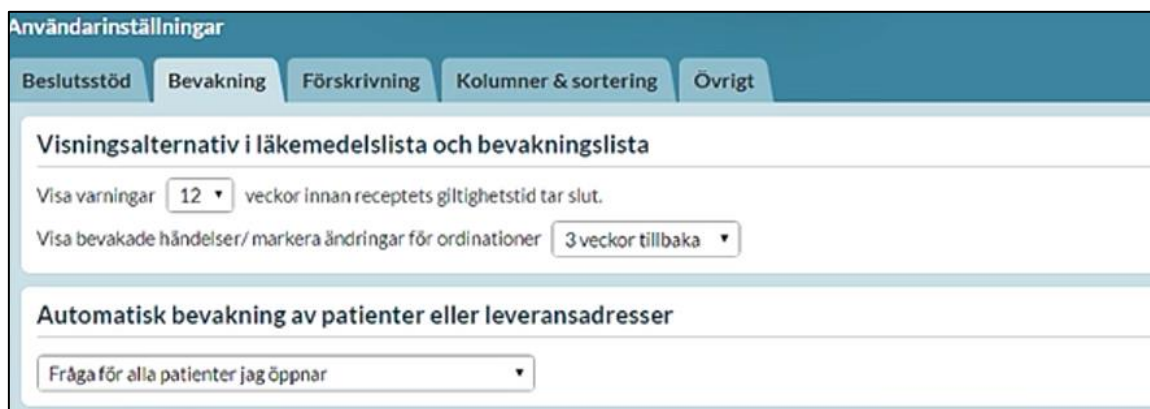 Användarinställningar
Beslutsstöd Bevakning Förskrivning Kolumner & sortering Övrigt
Visningsalternativ i läkemedelslista och bevakningslista
Visa varningar 12 veckor innan receptets giltighetstid tar slut.
Visa bevakade händelser/ markera ändringar för ordinationer 3 veckor tillbaka
Automatisk bevakning av patienter eller leveransadresser
Fråga för alla patienter jag öppnar